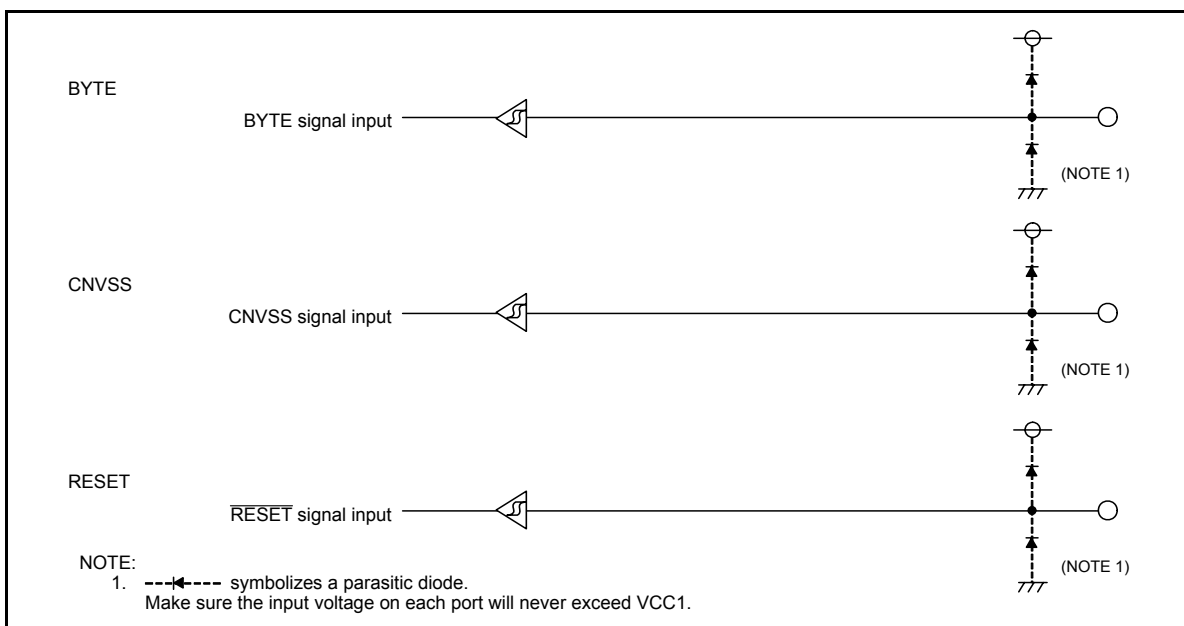 BYTE
BYTE signal input
(NOTE 1)
CNVSS
CNVSS signal input
(NOTE 1)
RESET
RESET signal input
(NOTE 1)
NOTE:
1. symbolizes a parasitic diode.
Make sure the input voltage on each port will never exceed VCC1.